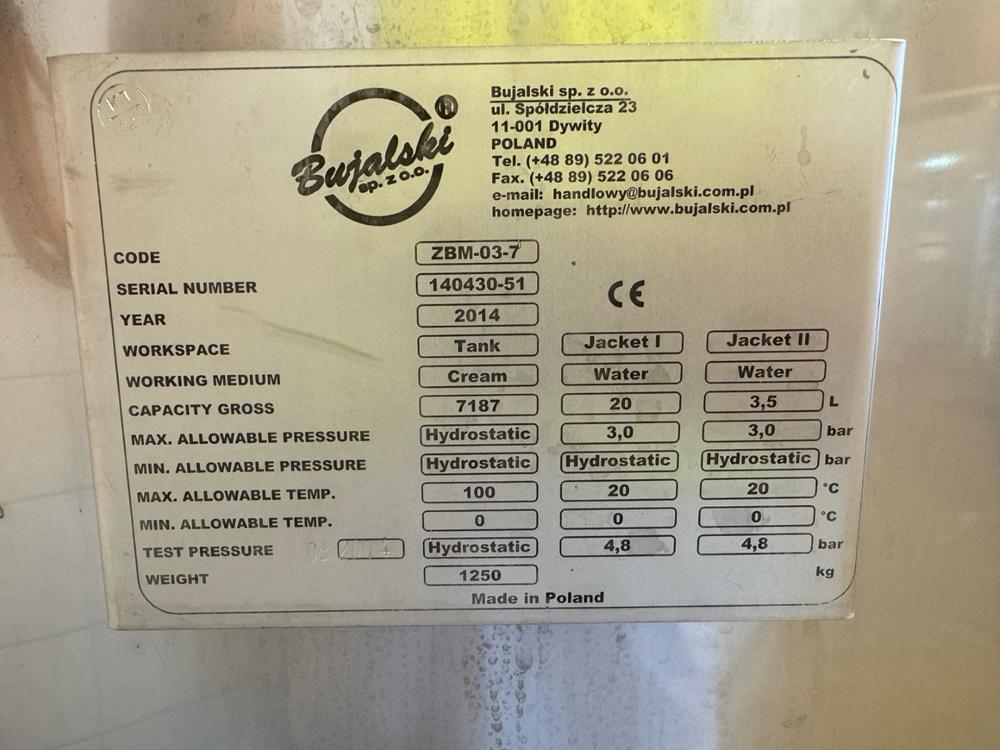 Bujalski ®
sp. z o.o.
Bujalski sp. z o.o.
ul. Spółdzielcza 23
11-001 Dywity
POLAND
Tel. (+48 89) 522 06 01
Fax. (+48 89) 522 06 06
e-mail: handlowy@bujalski.com.pl
homepage: http://www.bujalski.com.pl
CODE ZBM-03-7
SERIAL NUMBER 140430-51
CE
YEAR 2014
WORKSPACE Tank Jacket I Jacket II
WORKING MEDIUM Cream Water Water
CAPACITY GROSS 7187 20 3,5 L
MAX. ALLOWABLE PRESSURE Hydrostatic 3,0 3,0 bar
MIN. ALLOWABLE PRESSURE Hydrostatic Hydrostatic Hydrostatic bar
MAX. ALLOWABLE TEMP. 100 20 20 °C
MIN. ALLOWABLE TEMP. 0 0 0 °C
TEST PRESSURE Hydrostatic 4,8 4,8 bar
WEIGHT 1250 kg
Made in Poland